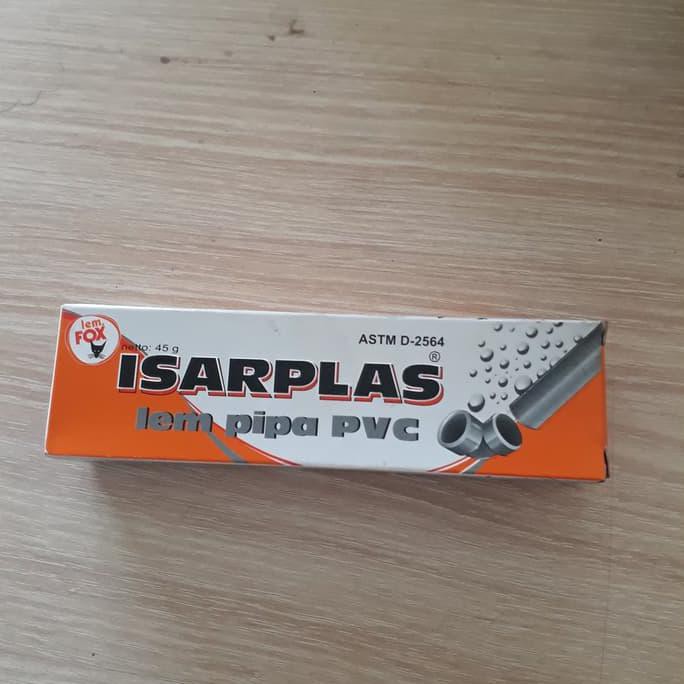 lem
FOX
netto: 45 g
ASTM D-2564
ISARPLAS®
lem pipa PVC